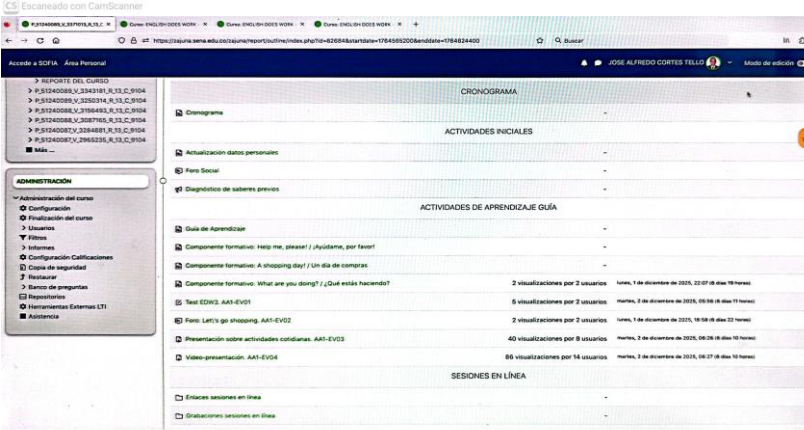 CS Escaneado con CamScanner
P_51240089_V_3371015_R_13_C_ × Curso: ENGLISH DOES WORK - × Curso: ENGLISH DOES WORK - × Curso: ENGLISH DOES WORK - × +
https://zajuna.sena.edu.co/zajuna/report/outline/index.php?id=82684&startdate=1764565200&enddate=1764824400 Buscar
Accede a SOFIA Área Personal JOSE ALFREDO CORTES TELLO Modo de edición
> REPORTE DEL CURSO
> P_51240089_V_3343181_R_13_C_9104
> P_51240089_V_3250314_R_13_C_9104
> P_51240088_V_3156493_R_13_C_9104
> P_51240088_V_3087165_R_13_C_9104
> P_51240087_V_3284881_R_13_C_9104
> P_51240087_V_2965235_R_13_C_9104
Más ...
ADMINISTRACIÓN
Administración del curso
Configuración
Finalización del curso
> Usuarios
Filtros
> Informes
Configuración Calificaciones
Copia de seguridad
Restaurar
> Banco de preguntas
Repositorios
Herramientas Externas LTI
Asistencia
CRONOGRAMA
Cronograma -
ACTIVIDADES INICIALES
Actualización datos personales -
Foro Social -
Diagnóstico de saberes previos -
ACTIVIDADES DE APRENDIZAJE GUÍA
Guía de Aprendizaje -
Componente formativo: Help me, please! / ¡Ayúdame, por favor! -
Componente formativo: A shopping day! / Un día de compras -
Componente formativo: What are you doing? / ¿Qué estás haciendo? 2 visualizaciones por 2 usuarios lunes, 1 de diciembre de 2025, 22:07 (6 días 19 horas)
Test EDW3. AA1-EV01 5 visualizaciones por 2 usuarios martes, 2 de diciembre de 2025, 05:56 (6 días 11 horas)
Foro: Let\'s go shopping. AA1-EV02 2 visualizaciones por 2 usuarios lunes, 1 de diciembre de 2025, 18:58 (6 días 22 horas)
Presentación sobre actividades cotidianas. AA1-EV03 40 visualizaciones por 8 usuarios martes, 2 de diciembre de 2025, 06:26 (6 días 10 horas)
Video-presentación. AA1-EV04 86 visualizaciones por 14 usuarios martes, 2 de diciembre de 2025, 06:27 (6 días 10 horas)
SESIONES EN LÍNEA
Enlaces sesiones en línea -
Grabaciones sesiones en línea -